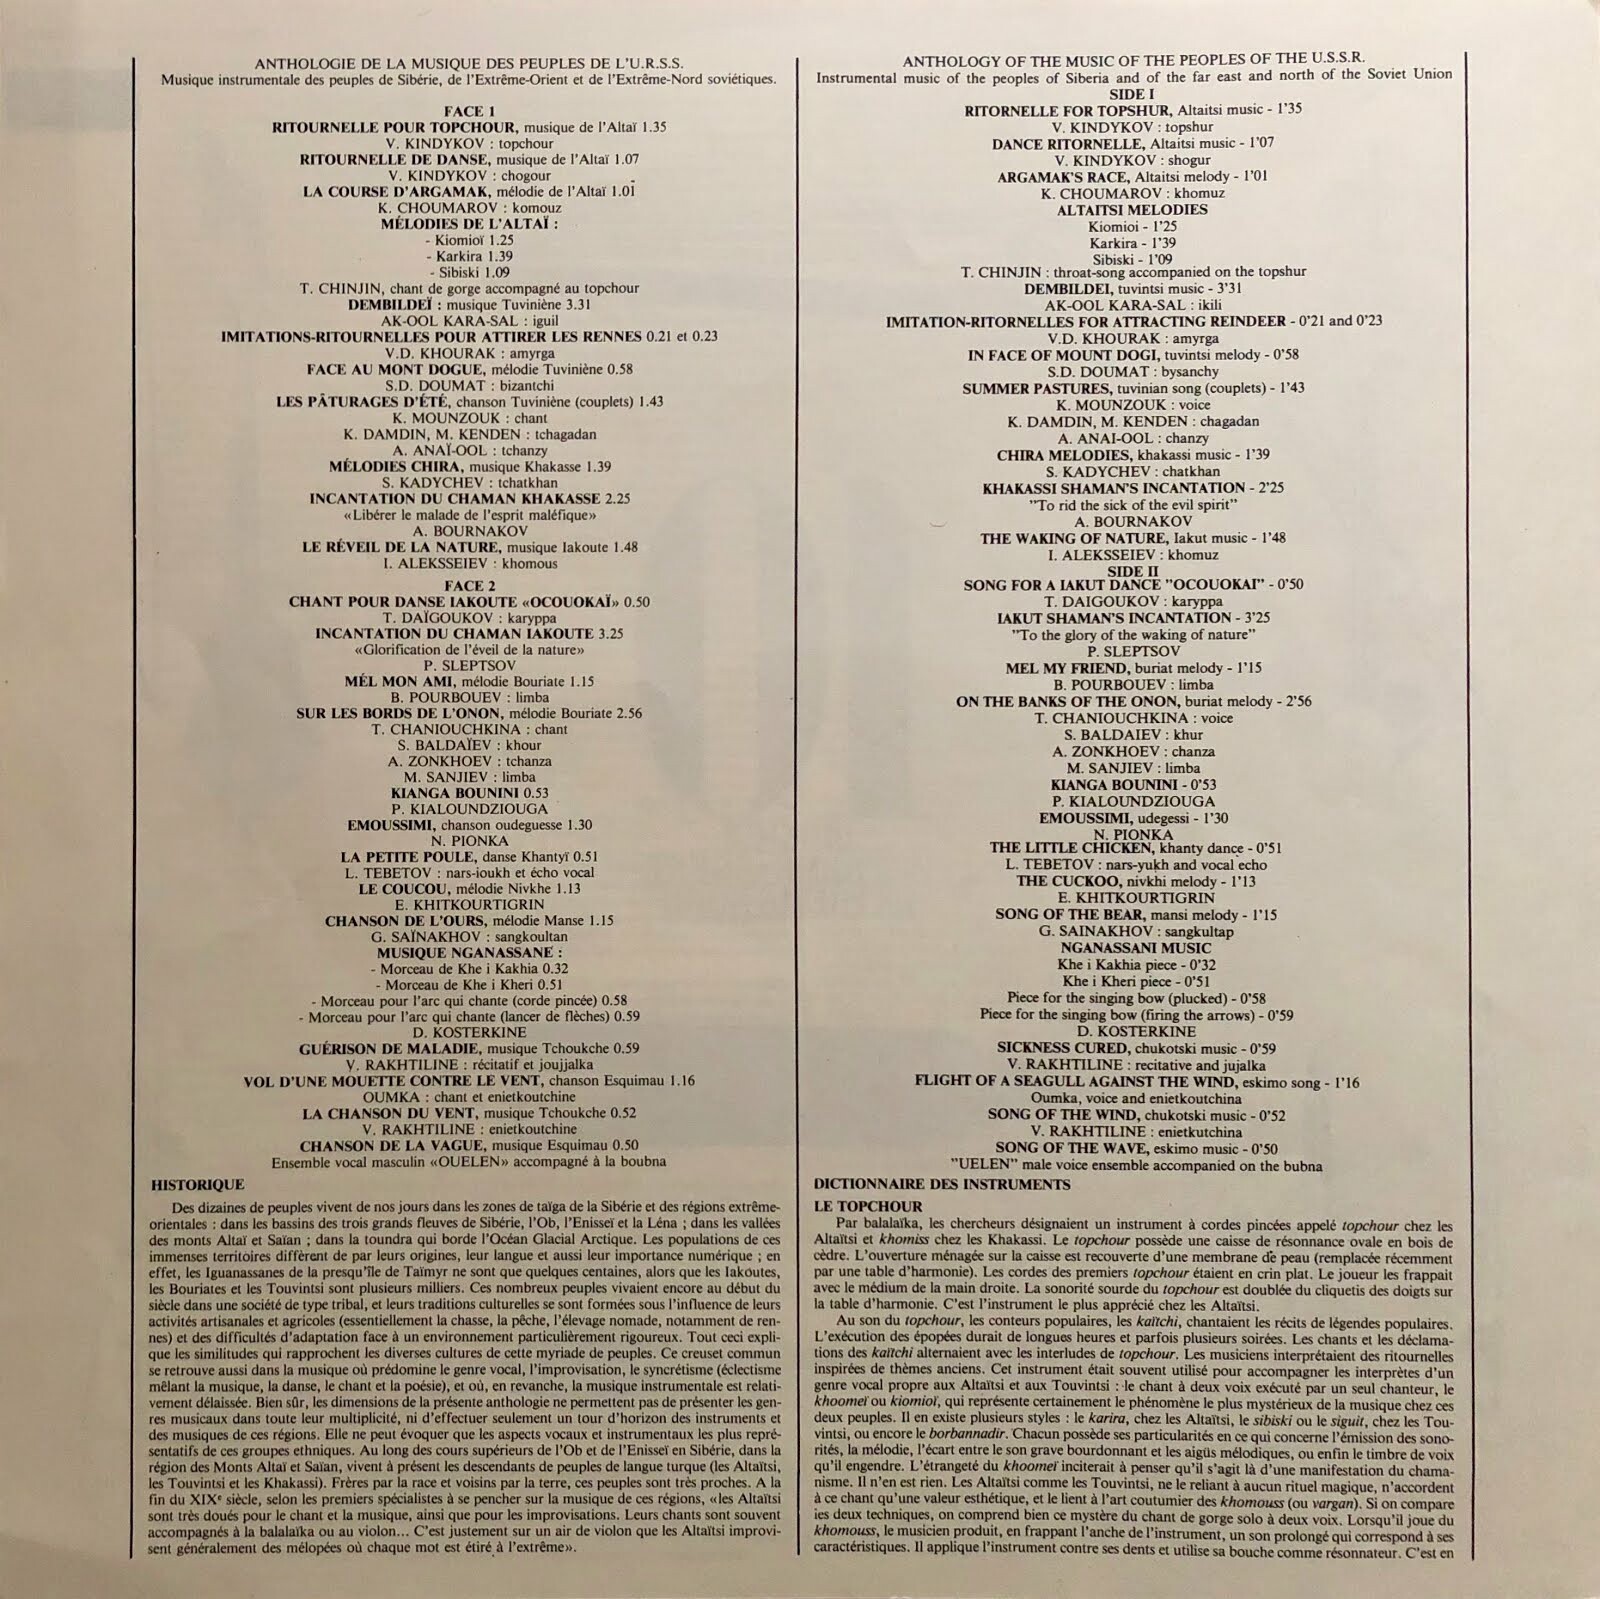 ANTHOLOGIE DE LA MUSIQUE DES PEUPLES DE L'U.R.S.S.
Musique instrumentale des peuples de Sibérie, de l'Extrême-Orient et de l'Extrême-Nord soviétiques.
FACE 1
RITOURNELLE POUR TOPCHOUR, musique de l'Altaï 1.35
V. KINDYKOV : topchour
RITOURNELLE DE DANSE, musique de l'Altaï 1.07
V. KINDYKOV : chogour
LA COURSE D'ARGAMAK, mélodie de l'Altaï 1.01
K. CHOUMAROV : komouz
MÉLODIES DE L'ALTAÏ :
- Kiomioï 1.25
- Karkira 1.39
- Sibiski 1.09
T. CHINJIN, chant de gorge accompagné au topchour
DEMBILDEÏ : musique Tuviniène 3.31
AK-OOL KARA-SAL : iguil
IMITATIONS-RITOURNELLES POUR ATTIRER LES RENNES 0.21 et 0.23
V.D. KHOURAK : amyrga
FACE AU MONT DOGUE, mélodie Tuviniène 0.58
S.D. DOUMAT : bizantchi
LES PÂTURAGES D'ÉTÉ, chanson Tuviniène (couplets) 1.43
K. MOUNZOUK : chant
K. DAMDIN, M. KENDEN : tchagadan
A. ANAÏ-OOL : tchanzy
MÉLODIES CHIRA, musique Khakasse 1.39
S. KADYCHEV : tchatkhan
INCANTATION DU CHAMAN KHAKASSE 2.25
«Libérer le malade de l'esprit maléfique»
A. BOURNAKOV
LE RÉVEIL DE LA NATURE, musique Iakoute 1.48
I. ALEKSSEIEV : khomous
FACE 2
CHANT POUR DANSE IAKOUTE «OCOUOKAÏ» 0.50
T. DAÏGOUKOV : karyppa
INCANTATION DU CHAMAN IAKOUTE 3.25
«Glorification de l'éveil de la nature»
P. SLEPTSOV
MÉL MON AMI, mélodie Bouriate 1.15
B. POURBOUEV : limba
SUR LES BORDS DE L'ONON, mélodie Bouriate 2.56
T. CHANIOUCHKINA : chant
S. BALDAÏEV : khour
A. ZONKHOEV : tchanza
M. SANJIEV : limba
KIANGA BOUNINI 0.53
P. KIALOUNDZIOUGA
EMOUSSIMI, chanson oudeguesse 1.30
N. PIONKA
LA PETITE POULE, danse Khantyï 0.51
L. TEBETOV : nars-ioukh et écho vocal
LE COUCOU, mélodie Nivkhe 1.13
E. KHITKOURTIGRIN
CHANSON DE L'OURS, mélodie Manse 1.15
G. SAÏNAKHOV : sangkoultan
MUSIQUE NGANASSANE :
- Morceau de Khe i Kakhia 0.32
- Morceau de Khe i Kheri 0.51
- Morceau pour l'arc qui chante (corde pincée) 0.58
- Morceau pour l'arc qui chante (lancer de flèches) 0.59
D. KOSTERKINE
GUÉRISON DE MALADIE, musique Tchoukche 0.59
V. RAKHTILINE : récitatif et joujjalka
VOL D'UNE MOUETTE CONTRE LE VENT, chanson Esquimau 1.16
OUMKA : chant et enietkoutchine
LA CHANSON DU VENT, musique Tchoukche 0.52
V. RAKHTILINE : enietkoutchine
CHANSON DE LA VAGUE, musique Esquimau 0.50
Ensemble vocal masculin «OUELEN» accompagné à la boubna
HISTORIQUE
Des dizaines de peuples vivent de nos jours dans les zones de taïga de la Sibérie et des régions extrême-
orientales : dans les bassins des trois grands fleuves de Sibérie, l'Ob, l'Enisseï et la Léna ; dans les vallées
des monts Altaï et Saïan ; dans la toundra qui borde l'Océan Glacial Arctique. Les populations de ces
immenses territoires diffèrent de par leurs origines, leur langue et aussi leur importance numérique ; en
effet, les Iguanassanes de la presqu'île de Taïmyr ne sont que quelques centaines, alors que les Iakoutes,
les Bouriates et les Touvintsi sont plusieurs milliers. Ces nombreux peuples vivaient encore au début du
siècle dans une société de type tribal, et leurs traditions culturelles se sont formées sous l'influence de leurs
activités artisanales et agricoles (essentiellement la chasse, la pêche, l'élevage nomade, notamment de ren-
nes) et des difficultés d'adaptation face à un environnement particulièrement rigoureux. Tout ceci expli-
que les similitudes qui rapprochent les diverses cultures de cette myriade de peuples. Ce creuset commun
se retrouve aussi dans la musique où prédomine le genre vocal, l'improvisation, le syncrétisme (éclectisme
mêlant la musique, la danse, le chant et la poésie), et où, en revanche, la musique instrumentale est relati-
vement délaissée. Bien sûr, les dimensions de la présente anthologie ne permettent pas de présenter les gen-
res musicaux dans toute leur multiplicité, ni d'effectuer seulement un tour d'horizon des instruments et
des musiques de ces régions. Elle ne peut évoquer que les aspects vocaux et instrumentaux les plus repré-
sentatifs de ces groupes ethniques. Au long des cours supérieurs de l'Ob et de l'Enisseï en Sibérie, dans la
région des Monts Altaï et Saïan, vivent à présent les descendants de peuples de langue turque (les Altaïtsi,
les Touvintsi et les Khakassi). Frères par la race et voisins par la terre, ces peuples sont très proches. A la
fin du XIXe siècle, selon les premiers spécialistes à se pencher sur la musique de ces régions, «les Altaïtsi
sont très doués pour le chant et la musique, ainsi que pour les improvisations. Leurs chants sont souvent
accompagnés à la balalaïka ou au violon... C'est justement sur un air de violon que les Altaïtsi improvi-
sent généralement des mélopées où chaque mot est étiré à l'extrême».
ANTHOLOGY OF THE MUSIC OF THE PEOPLES OF THE U.S.S.R.
Instrumental music of the peoples of Siberia and of the far east and north of the Soviet Union
SIDE I
RITORNELLE FOR TOPSHUR, Altaitsi music - 1'35
V. KINDYKOV : topshur
DANCE RITORNELLE, Altaitsi music - 1'07
V. KINDYKOV : shogur
ARGAMAK'S RACE, Altaitsi melody - 1'01
K. CHOUMAROV : khomuz
ALTAITSI MELODIES
Kiomioi - 1'25
Karkira - 1'39
Sibiski - 1'09
T. CHINJIN : throat-song accompanied on the topshur
DEMBILDEI, tuvintsi music - 3'31
AK-OOL KARA-SAL : ikili
IMITATION-RITORNELLES FOR ATTRACTING REINDEER - 0'21 and 0'23
V.D. KHOURAK : amyrga
IN FACE OF MOUNT DOGI, tuvintsi melody - 0'58
S.D. DOUMAT : bysanchy
SUMMER PASTURES, tuvinian song (couplets) - 1'43
K. MOUNZOUK : voice
K. DAMDIN, M. KENDEN : chagadan
A. ANAI-OOL : chanzy
CHIRA MELODIES, khakassi music - 1'39
S. KADYCHEV : chatkhan
KHAKASSI SHAMAN'S INCANTATION - 2'25
"To rid the sick of the evil spirit"
A. BOURNAKOV
THE WAKING OF NATURE, Iakut music - 1'48
I. ALEKSSEIEV : khomuz
SIDE II
SONG FOR A IAKUT DANCE "OCOUOKAI" - 0'50
T. DAIGOUKOV : karyppa
IAKUT SHAMAN'S INCANTATION - 3'25
"To the glory of the waking of nature"
P. SLEPTSOV
MEL MY FRIEND, buriat melody - 1'15
B. POURBOUEV : limba
ON THE BANKS OF THE ONON, buriat melody - 2'56
T. CHANIOUCHKINA : voice
S. BALDAIEV : khur
A. ZONKHOEV : chanza
M. SANJIEV : limba
KIANGA BOUNINI - 0'53
P. KIALOUNDZIOUGA
EMOUSSIMI, udegessi - 1'30
N. PIONKA
THE LITTLE CHICKEN, khanty dance - 0'51
L. TEBETOV : nars-yukh and vocal echo
THE CUCKOO, nivkhi melody - 1'13
E. KHITKOURTIGRIN
SONG OF THE BEAR, mansi melody - 1'15
G. SAINAKHOV : sangkultap
NGANASSANI MUSIC
Khe i Kakhia piece - 0'32
Khe i Kheri piece - 0'51
Piece for the singing bow (plucked) - 0'58
Piece for the singing bow (firing the arrows) - 0'59
D. KOSTERKINE
SICKNESS CURED, chukotski music - 0'59
V. RAKHTILINE : recitative and jujalka
FLIGHT OF A SEAGULL AGAINST THE WIND, eskimo song - 1'16
Oumka, voice and enietkoutchina
SONG OF THE WIND, chukotski music - 0'52
V. RAKHTILINE : enietkutchina
SONG OF THE WAVE, eskimo music - 0'50
"UELEN" male voice ensemble accompanied on the bubna
DICTIONNAIRE DES INSTRUMENTS
LE TOPCHOUR
Par balalaïka, les chercheurs désignaient un instrument à cordes pincées appelé topchour chez les
Altaïtsi et khomiss chez les Khakassi. Le topchour possède une caisse de résonnance ovale en bois de
cèdre. L'ouverture ménagée sur la caisse est recouverte d'une membrane de peau (remplacée récemment
par une table d'harmonie). Les cordes des premiers topchour étaient en crin plat. Le joueur les frappait
avec le médium de la main droite. La sonorité sourde du topchour est doublée du cliquetis des doigts sur
la table d'harmonie. C'est l'instrument le plus apprécié chez les Altaïtsi.
Au son du topchour, les conteurs populaires, les kaïtchi, chantaient les récits de légendes populaires.
L'exécution des épopées durait de longues heures et parfois plusieurs soirées. Les chants et les déclama-
tions des kaïtchi alternaient avec les interludes de topchour. Les musiciens interprétaient des ritournelles
inspirées de thèmes anciens. Cet instrument était souvent utilisé pour accompagner les interprètes d'un
genre vocal propre aux Altaïtsi et aux Touvintsi : le chant à deux voix exécuté par un seul chanteur, le
khoomeï ou kiomioï, qui représente certainement le phénomène le plus mystérieux de la musique chez ces
deux peuples. Il en existe plusieurs styles : le karira, chez les Altaïtsi, le sibiski ou le siguit, chez les Tou-
vintsi, ou encore le borbannadir. Chacun possède ses particularités en ce qui concerne l'émission des sono-
rités, la mélodie, l'écart entre le son grave bourdonnant et les aigüs mélodiques, ou enfin le timbre de voix
qu'il engendre. L'étrangeté du khoomeï inciterait à penser qu'il s'agit là d'une manifestation du chama-
nisme. Il n'en est rien. Les Altaïtsi comme les Touvintsi, ne le reliant à aucun rituel magique, n'accordent
à ce chant qu'une valeur esthétique, et le lient à l'art coutumier des khomouss (ou vargan). Si on compare
les deux techniques, on comprend bien ce mystère du chant de gorge solo à deux voix. Lorsqu'il joue du
khomouss, le musicien produit, en frappant l'anche de l'instrument, un son prolongé qui correspond à ses
caractéristiques. Il applique l'instrument contre ses dents et utilise sa bouche comme résonnateur. C'est en